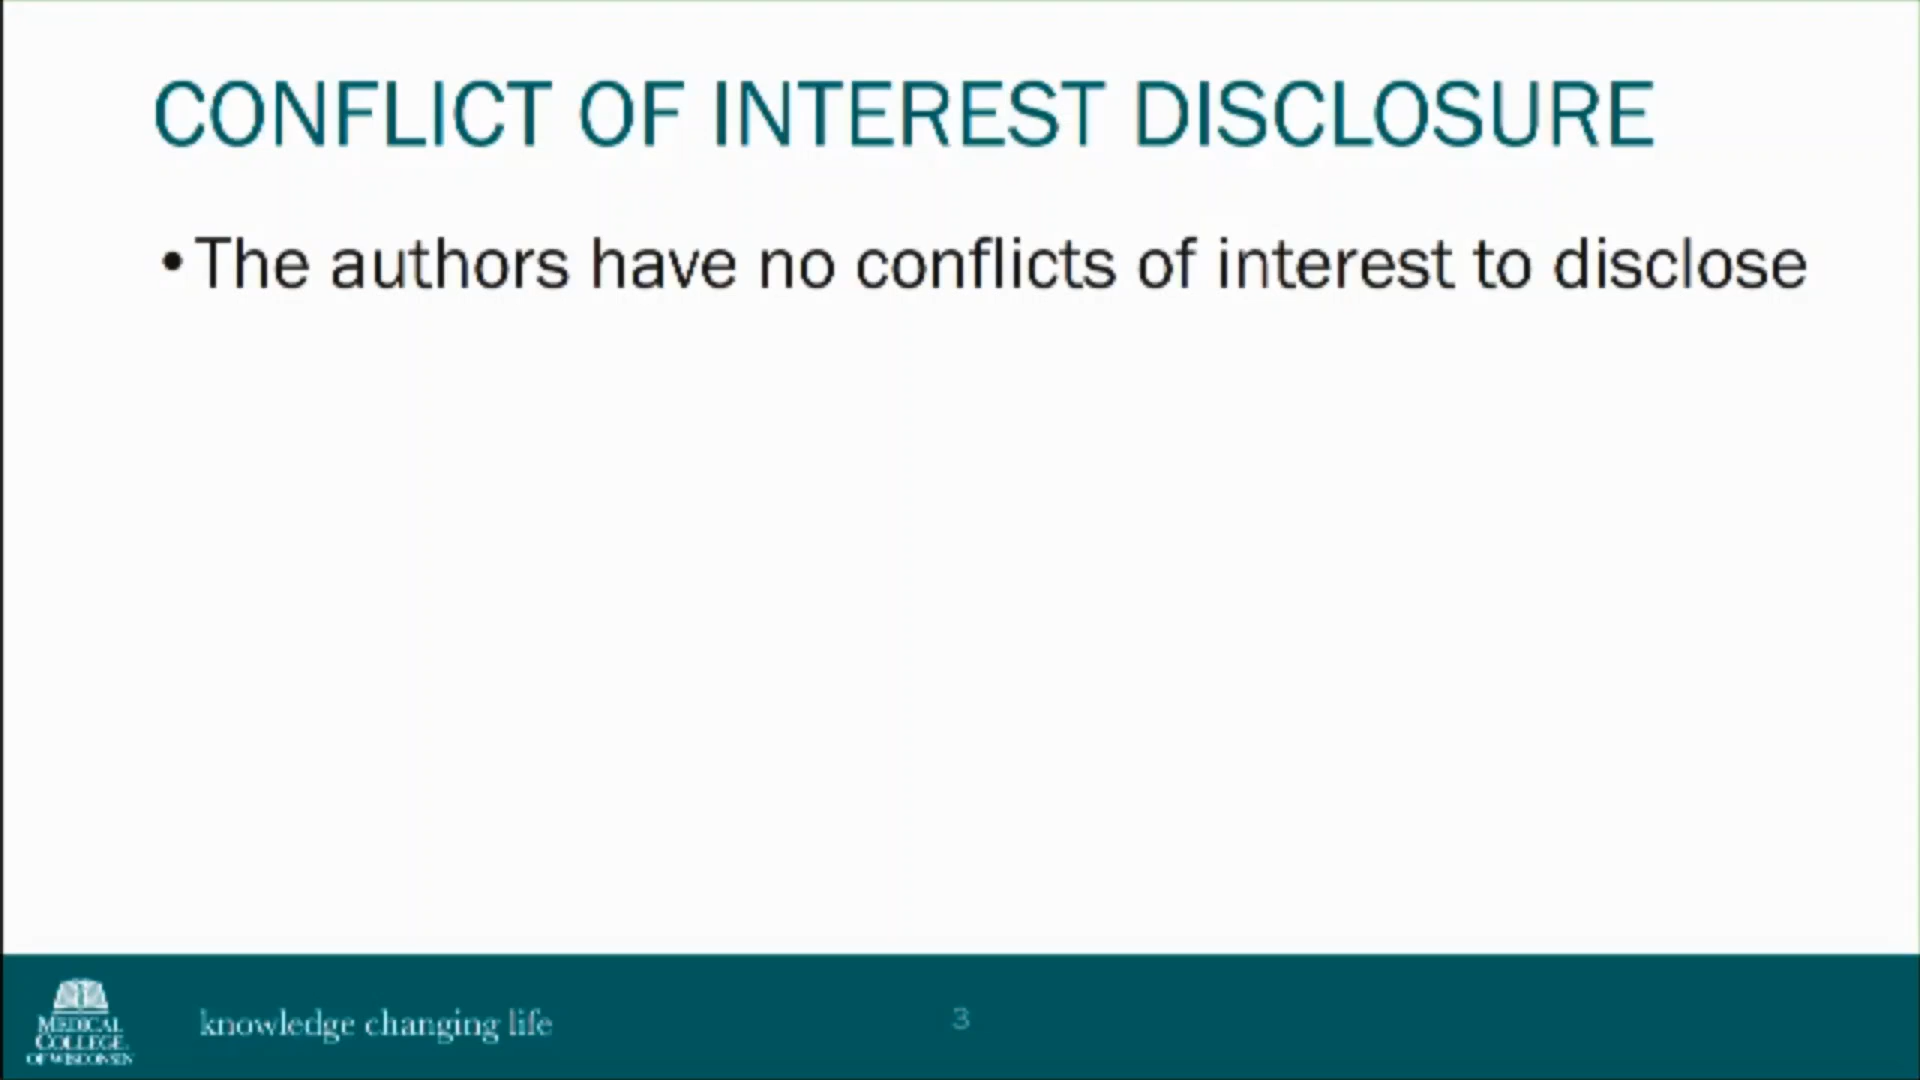 CONFLICT OF INTEREST DISCLOSURE
• The authors have no conflicts of interest to disclose
MEDICAL
COLLEGE
OF WISCONSIN
knowledge changing life
3